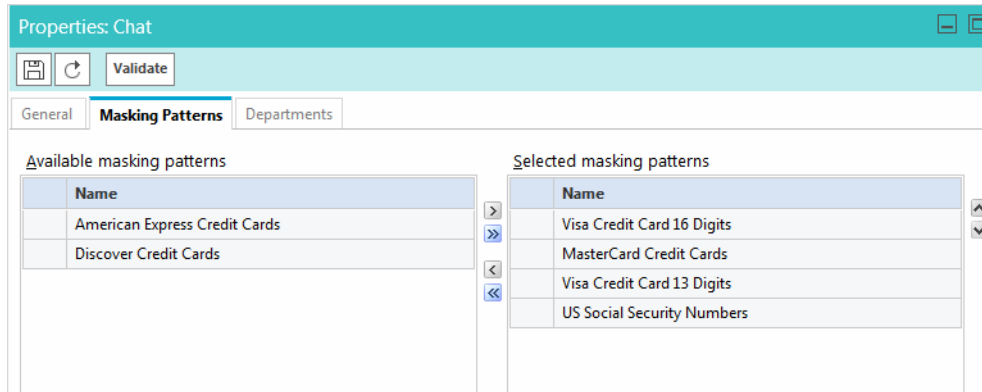 Properties: Chat
Validate
General Masking Patterns Departments
Available masking patterns Selected masking patterns
Name Name
American Express Credit Cards Visa Credit Card 16 Digits
Discover Credit Cards MasterCard Credit Cards
Visa Credit Card 13 Digits
US Social Security Numbers